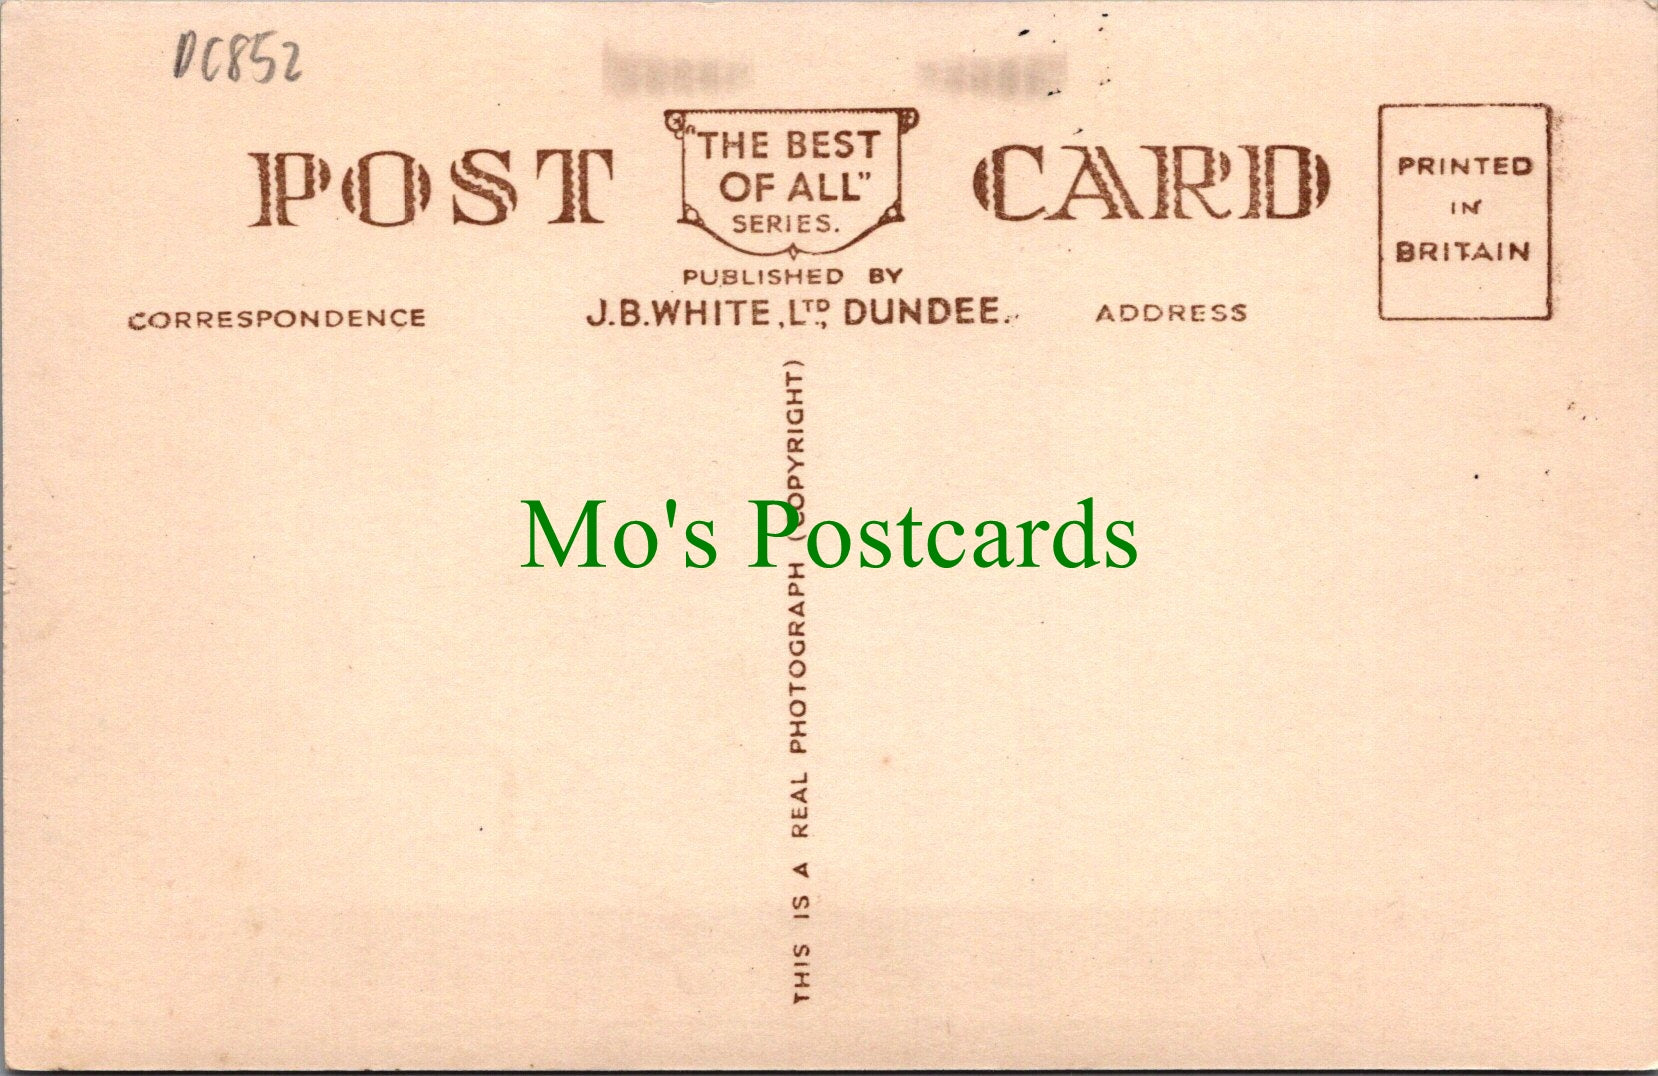 DC852
POST
"THE BEST
OF ALL"
SERIES.
CARD
PRINTED
IN
BRITAIN
PUBLISHED BY
J.B. WHITE, LTD., DUNDEE.
CORRESPONDENCE
ADDRESS
THIS IS A REAL PHOTOGRAPH (COPYRIGHT)
Mo's Postcards